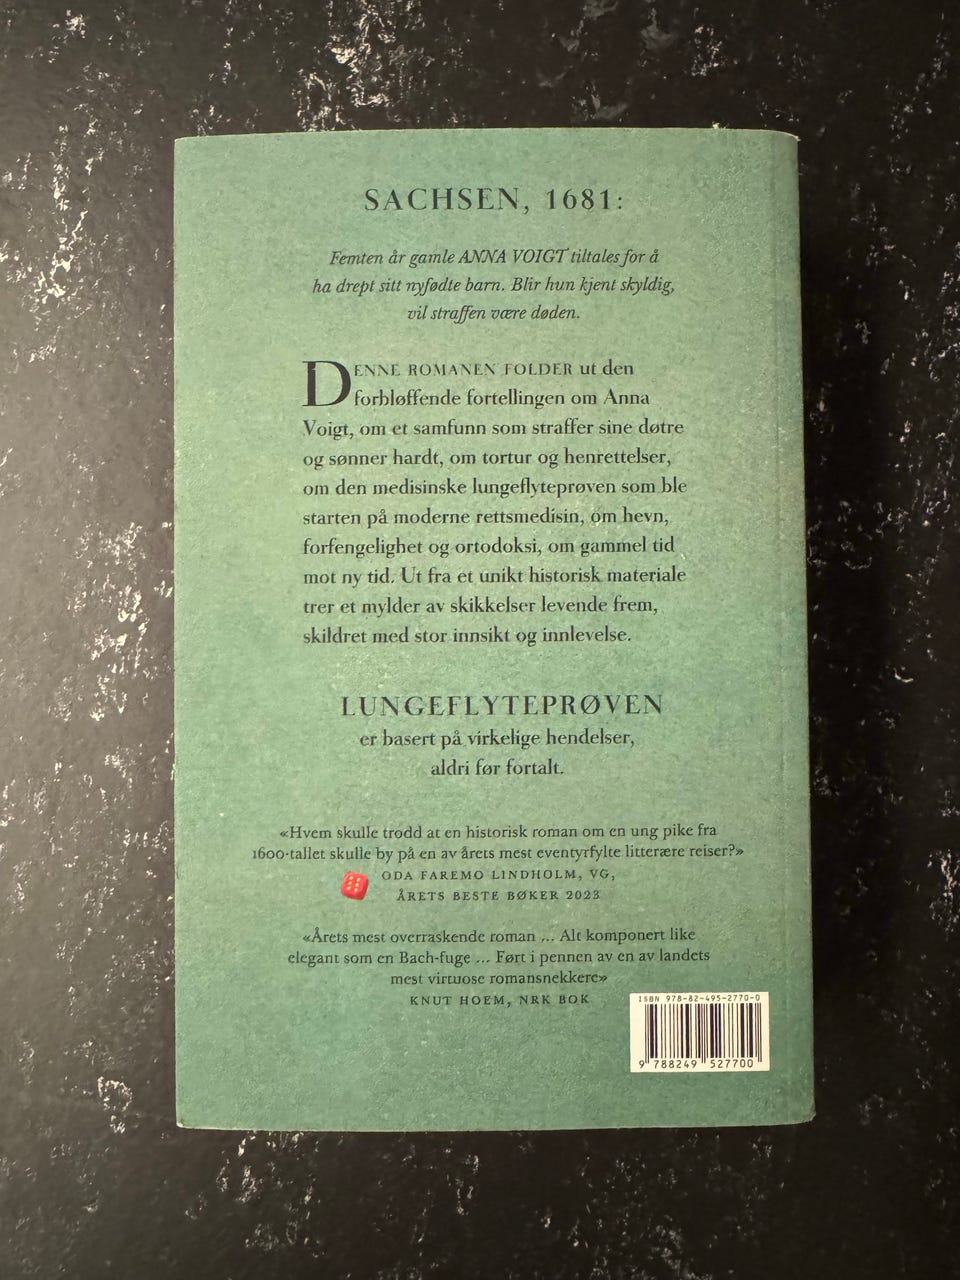 SACHSEN, 1681:
Femten år gamle ANNA VOIGT tiltales for å
ha drept sitt nyfødte barn. Blir hun kjent skyldig,
vil straffen være døden.
DENNE ROMANEN FOLDER ut den
forbløffende fortellingen om Anna
Voigt, om et samfunn som straffer sine døtre
og sønner hardt, om tortur og henrettelser,
om den medisinske lungeflyteprøven som ble
starten på moderne rettsmedisin, om hevn,
forfengelighet og ortodoksi, om gammel tid
mot ny tid. Ut fra et unikt historisk materiale
trer et mylder av skikkelser levende frem,
skildret med stor innsikt og innlevelse.
LUNGEFLYTEPRØVEN
er basert på virkelige hendelser,
aldri før fortalt.
«Hvem skulle trodd at en historisk roman om en ung pike fra
1600-tallet skulle by på en av årets mest eventyrfylte litterære reiser?»
ODA FAREMO LINDHOLM, VG,
ÅRETS BESTE BØKER 2023
«Årets mest overraskende roman ... Alt komponert like
elegant som en Bach-fuge ... Ført i pennen av en av landets
mest virtuose romansnekkere»
KNUT HOEM, NRK BOK
ISBN 978-82-495-2770-0
9 788249 527700